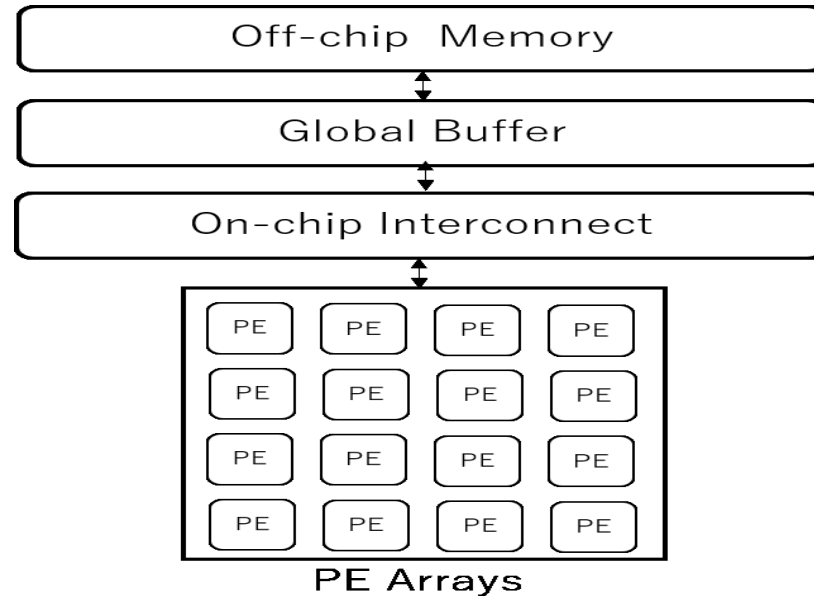 Off-chip Memory
Global Buffer
On-chip Interconnect
PE PE PE PE
PE PE PE PE
PE PE PE PE
PE PE PE PE
PE Arrays